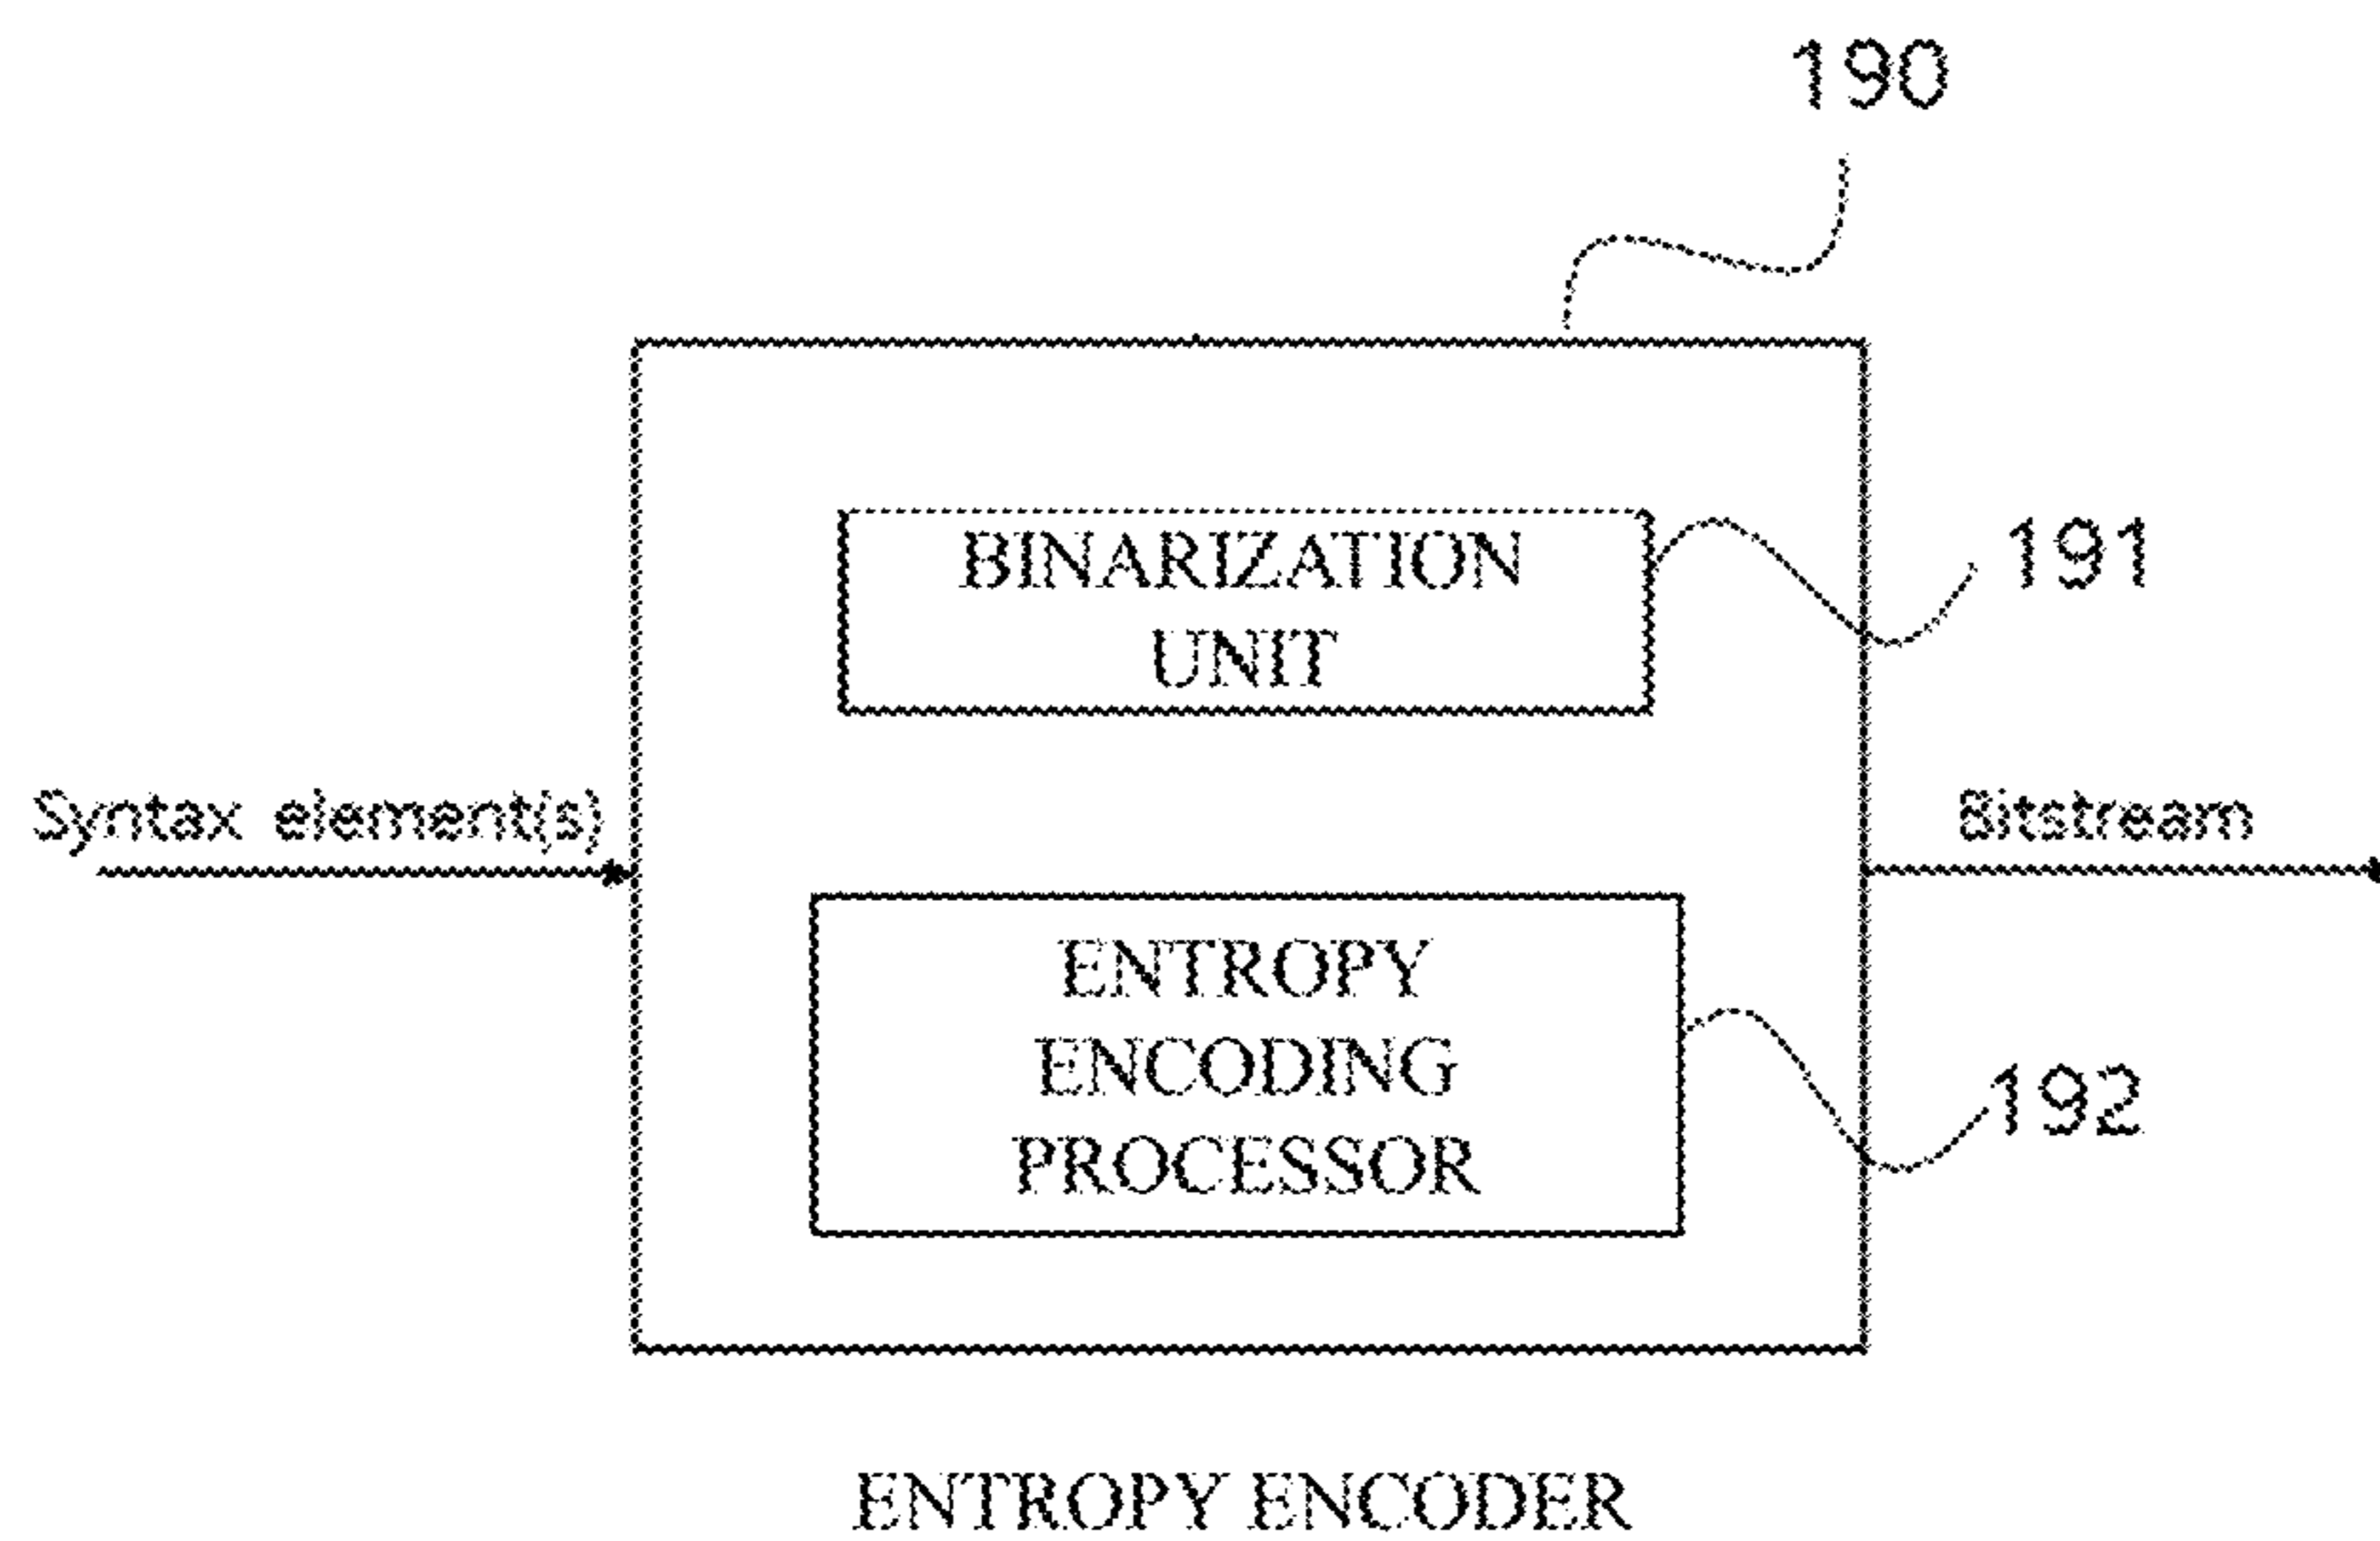 190
BINARIZATION
UNIT
191
Syntax element(s)
Bitstream
ENTROPY
ENCODING
PROCESSOR
192
ENTROPY ENCODER